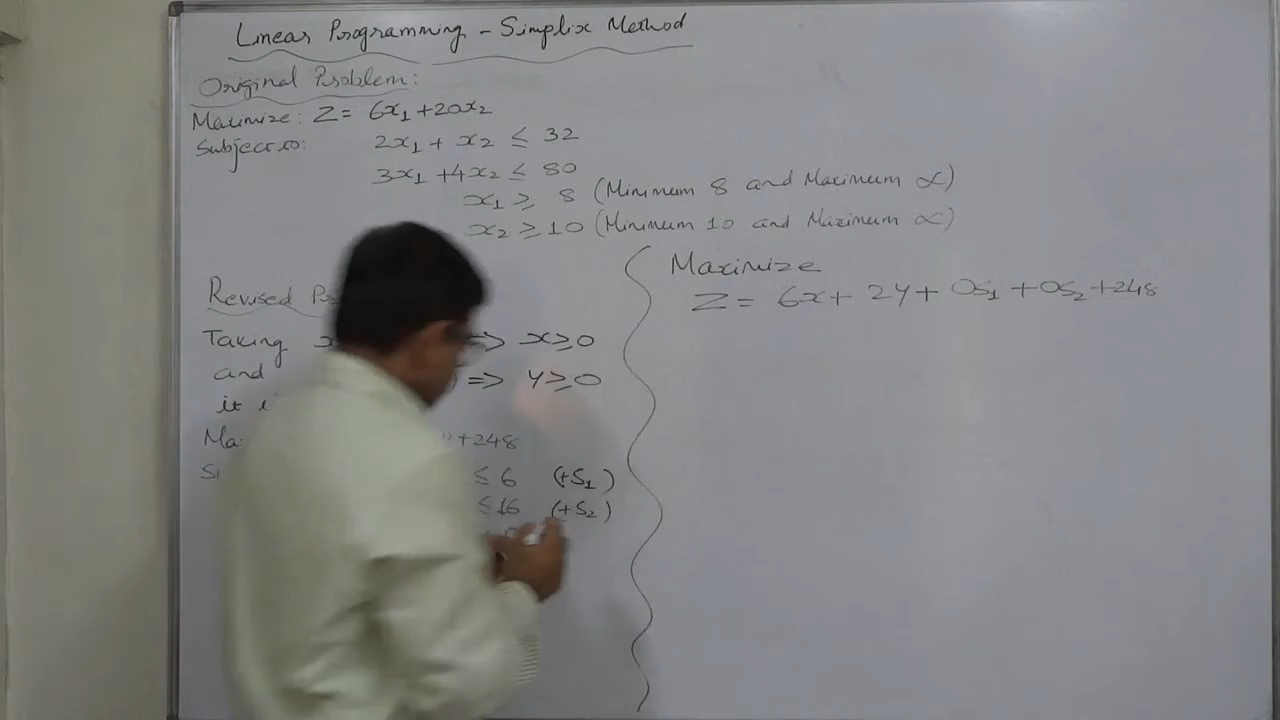 Linear Programming - Simplix Method
Original Problem:
Maximize: Z = 6x1 + 20x2
Subject to: 2x1 + x2 ≤ 32
3x1 + 4x2 ≤ 80
x1 ≥ 8 (Minimum 8 and Maximum ∝)
x2 ≥ 10 (Minimum 10 and Maximum ∝)
Revised
Taking => x ≥ 0
and => y ≥ 0
it
+248
≤ 6 (+S1)
≤ 16 (+S2)
Maximize
Z = 6x + 2y + 0s1 + 0s2 + 248